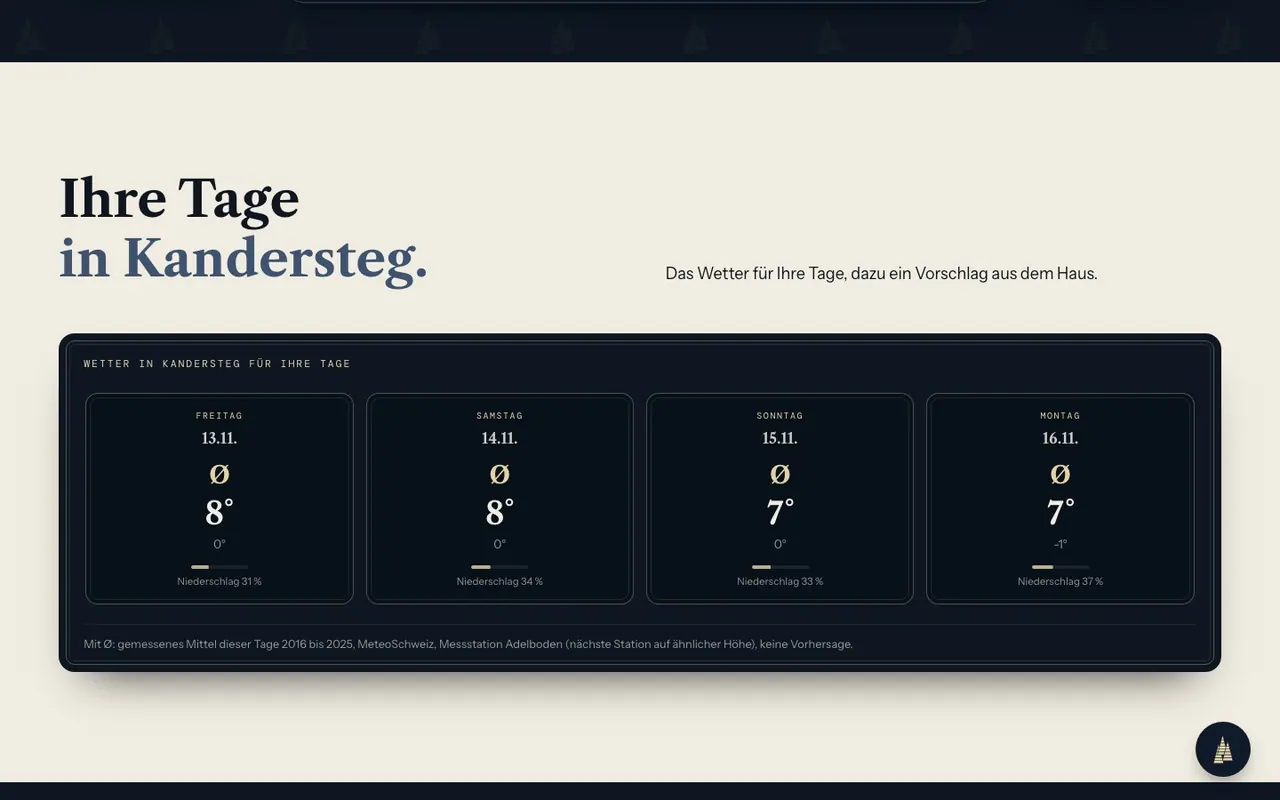 Ihre Tage
in Kandersteg.
Das Wetter für Ihre Tage, dazu ein Vorschlag aus dem Haus.
WETTER IN KANDERSTEG FÜR IHRE TAGE
FREITAG
13.11.
Ø
8°
0°
Niederschlag 31 %
SAMSTAG
14.11.
Ø
8°
0°
Niederschlag 34 %
SONNTAG
15.11.
Ø
7°
0°
Niederschlag 33 %
MONTAG
16.11.
Ø
7°
-1°
Niederschlag 37 %
Mit Ø: gemessenes Mittel dieser Tage 2016 bis 2025, MeteoSchweiz, Messstation Adelboden (nächste Station auf ähnlicher Höhe), keine Vorhersage.